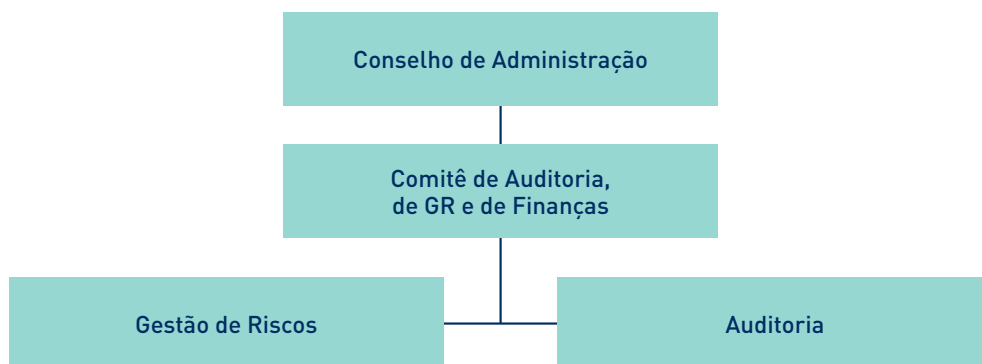 Conselho de Administração
Comitê de Auditoria,
de GR e de Finanças
Gestão de Riscos
Auditoria